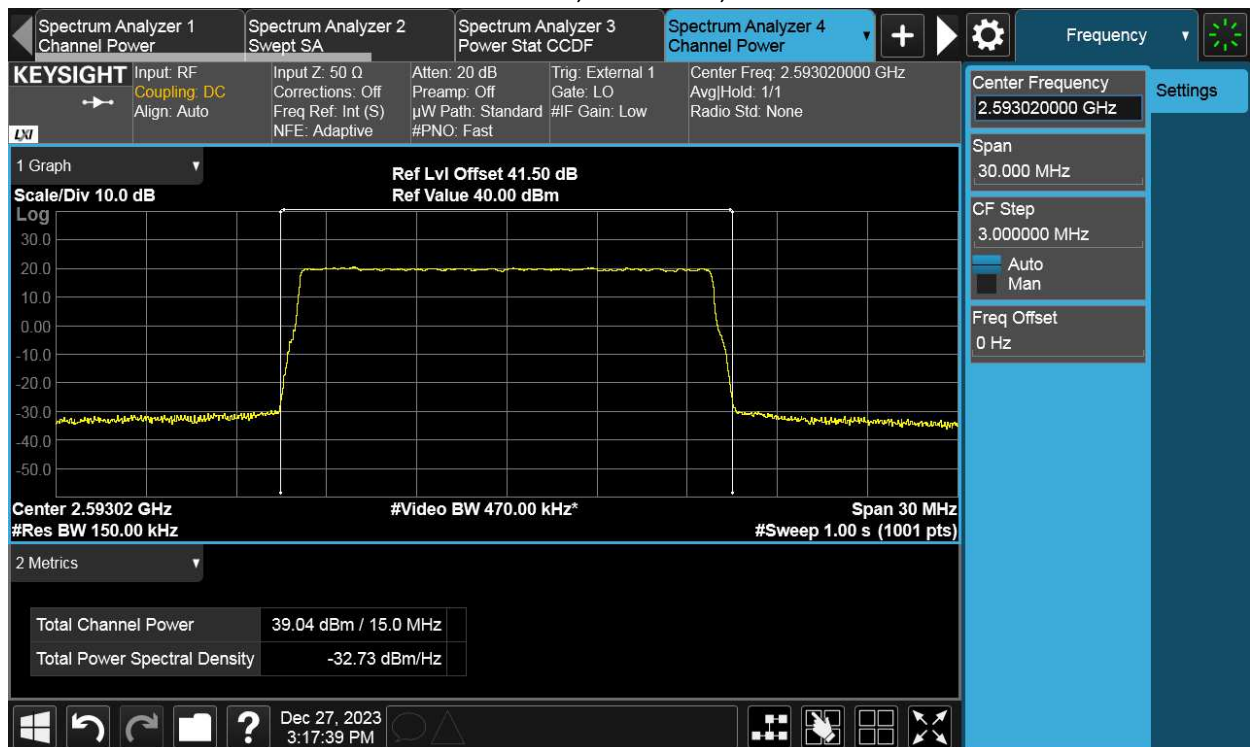 Spectrum Analyzer 1
Channel Power
Spectrum Analyzer 2
Swept SA
Spectrum Analyzer 3
Power Stat CCDF
Spectrum Analyzer 4
Channel Power
Frequency
KEYSIGHT
LXI
Input: RF
Coupling: DC
Align: Auto
Input Z: 50 Ω
Corrections: Off
Freq Ref: Int (S)
NFE: Adaptive
Atten: 20 dB
Preamp: Off
µW Path: Standard
#PNO: Fast
Trig: External 1
Gate: LO
#IF Gain: Low
Center Freq: 2.593020000 GHz
Avg|Hold: 1/1
Radio Std: None
Center Frequency
2.593020000 GHz
Settings
Span
30.000 MHz
CF Step
3.000000 MHz
Auto
Man
Freq Offset
0 Hz
1 Graph
Scale/Div 10.0 dB
Ref Lvl Offset 41.50 dB
Ref Value 40.00 dBm
Log
30.0
20.0
10.0
0.00
-10.0
-20.0
-30.0
-40.0
-50.0
Center 2.59302 GHz
#Video BW 470.00 kHz*
Span 30 MHz
#Res BW 150.00 kHz
#Sweep 1.00 s (1001 pts)
2 Metrics
Total Channel Power 39.04 dBm / 15.0 MHz
Total Power Spectral Density -32.73 dBm/Hz
?
Dec 27, 2023
3:17:39 PM